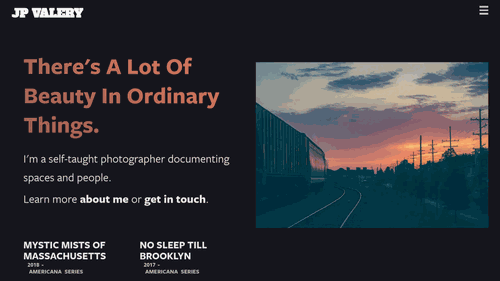 JP VALERY
There's A Lot Of
Beauty In Ordinary
Things.
I'm a self-taught photographer documenting
spaces and people.
Learn more about me or get in touch.
MYSTIC MISTS OF
MASSACHUSETTS
2018 -
AMERICANA SERIES
NO SLEEP TILL
BROOKLYN
2017 -
AMERICANA SERIES